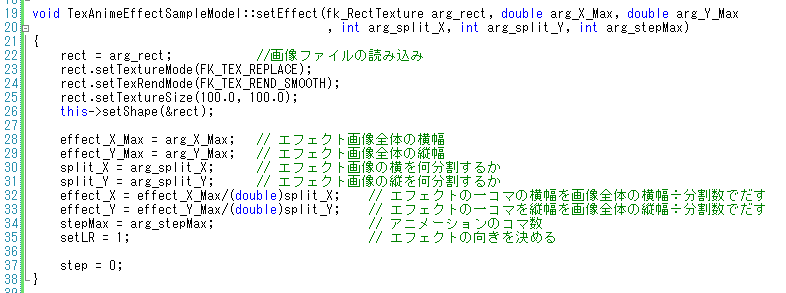 19 void TexAnimeEffectSampleModel::setEffect(fk_RectTexture arg_rect, double arg_X_Max, double arg_Y_Max
20 , int arg_split_X, int arg_split_Y, int arg_stepMax)
21 {
22 rect = arg_rect; //画像ファイルの読み込み
23 rect.setTextureMode(FK_TEX_REPLACE);
24 rect.setTexRendMode(FK_TEX_REND_SMOOTH);
25 rect.setTextureSize(100.0, 100.0);
26 this->setShape(&rect);
27
28 effect_X_Max = arg_X_Max; // エフェクト画像全体の横幅
29 effect_Y_Max = arg_Y_Max; // エフェクト画像全体の縦幅
30 split_X = arg_split_X; // エフェクト画像の横を何分割するか
31 split_Y = arg_split_Y; // エフェクト画像の縦を何分割するか
32 effect_X = effect_X_Max/(double)split_X; // エフェクトの一コマの横幅を画像全体の横幅÷分割数でだす
33 effect_Y = effect_Y_Max/(double)split_Y; // エフェクトの一コマを縦幅を画像全体の縦幅÷分割数でだす
34 stepMax = arg_stepMax; // アニメーションのコマ数
35 setLR = 1; // エフェクトの向きを決める
36
37 step = 0;
38 }